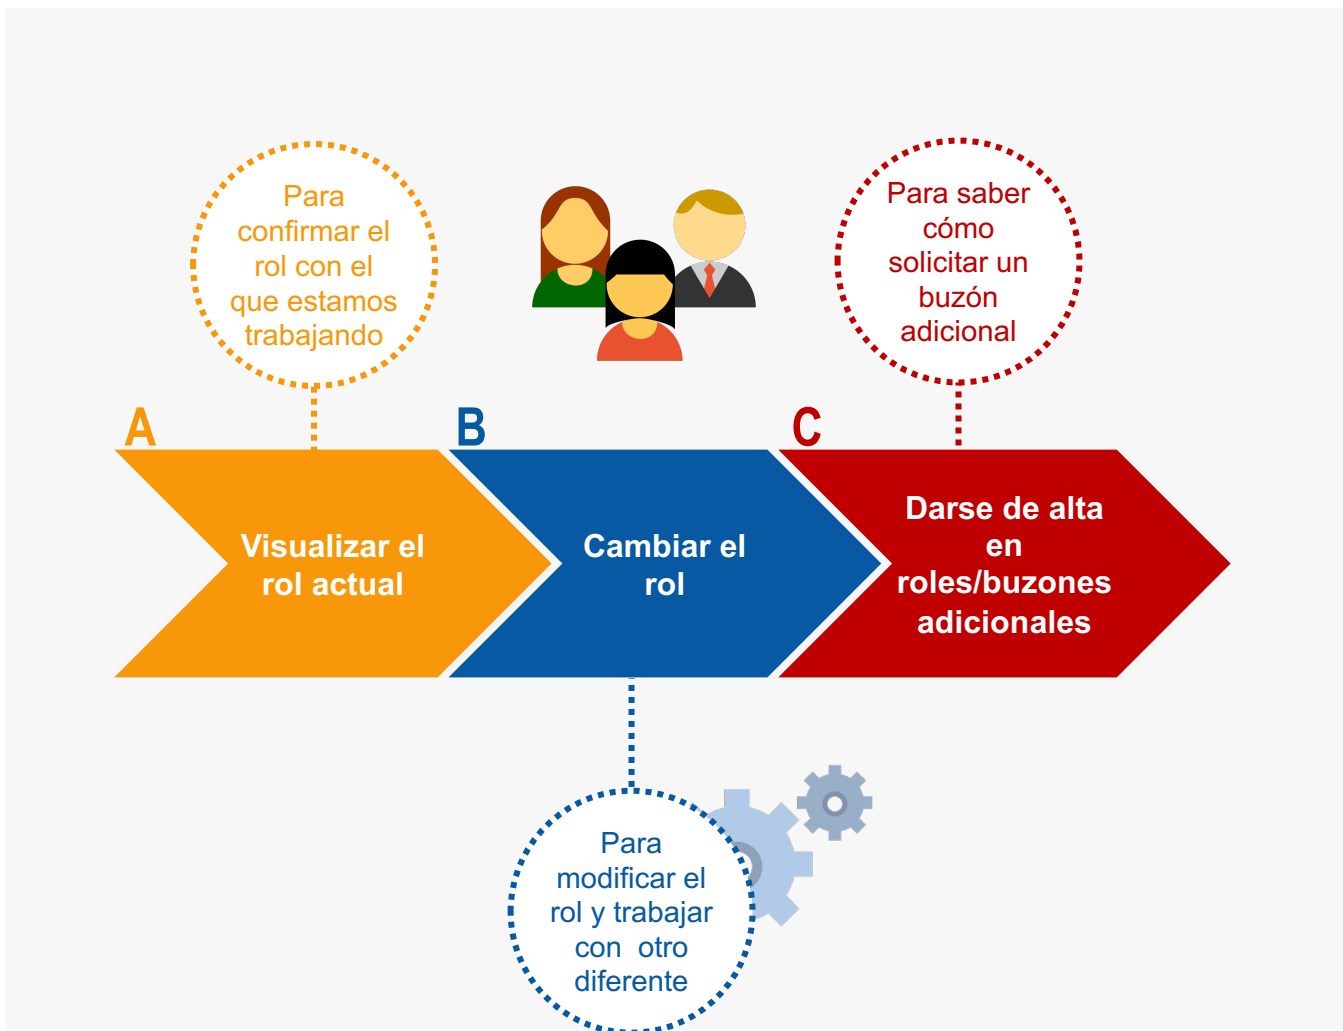 Para
confirmar el
rol con el
que estamos
trabajando
Para saber
cómo
solicitar un
buzón
adicional
A
B
C
Visualizar el
rol actual
Cambiar el
rol
Darse de alta
en
roles/buzones
adicionales
Para
modificar el
rol y trabajar
con otro
diferente